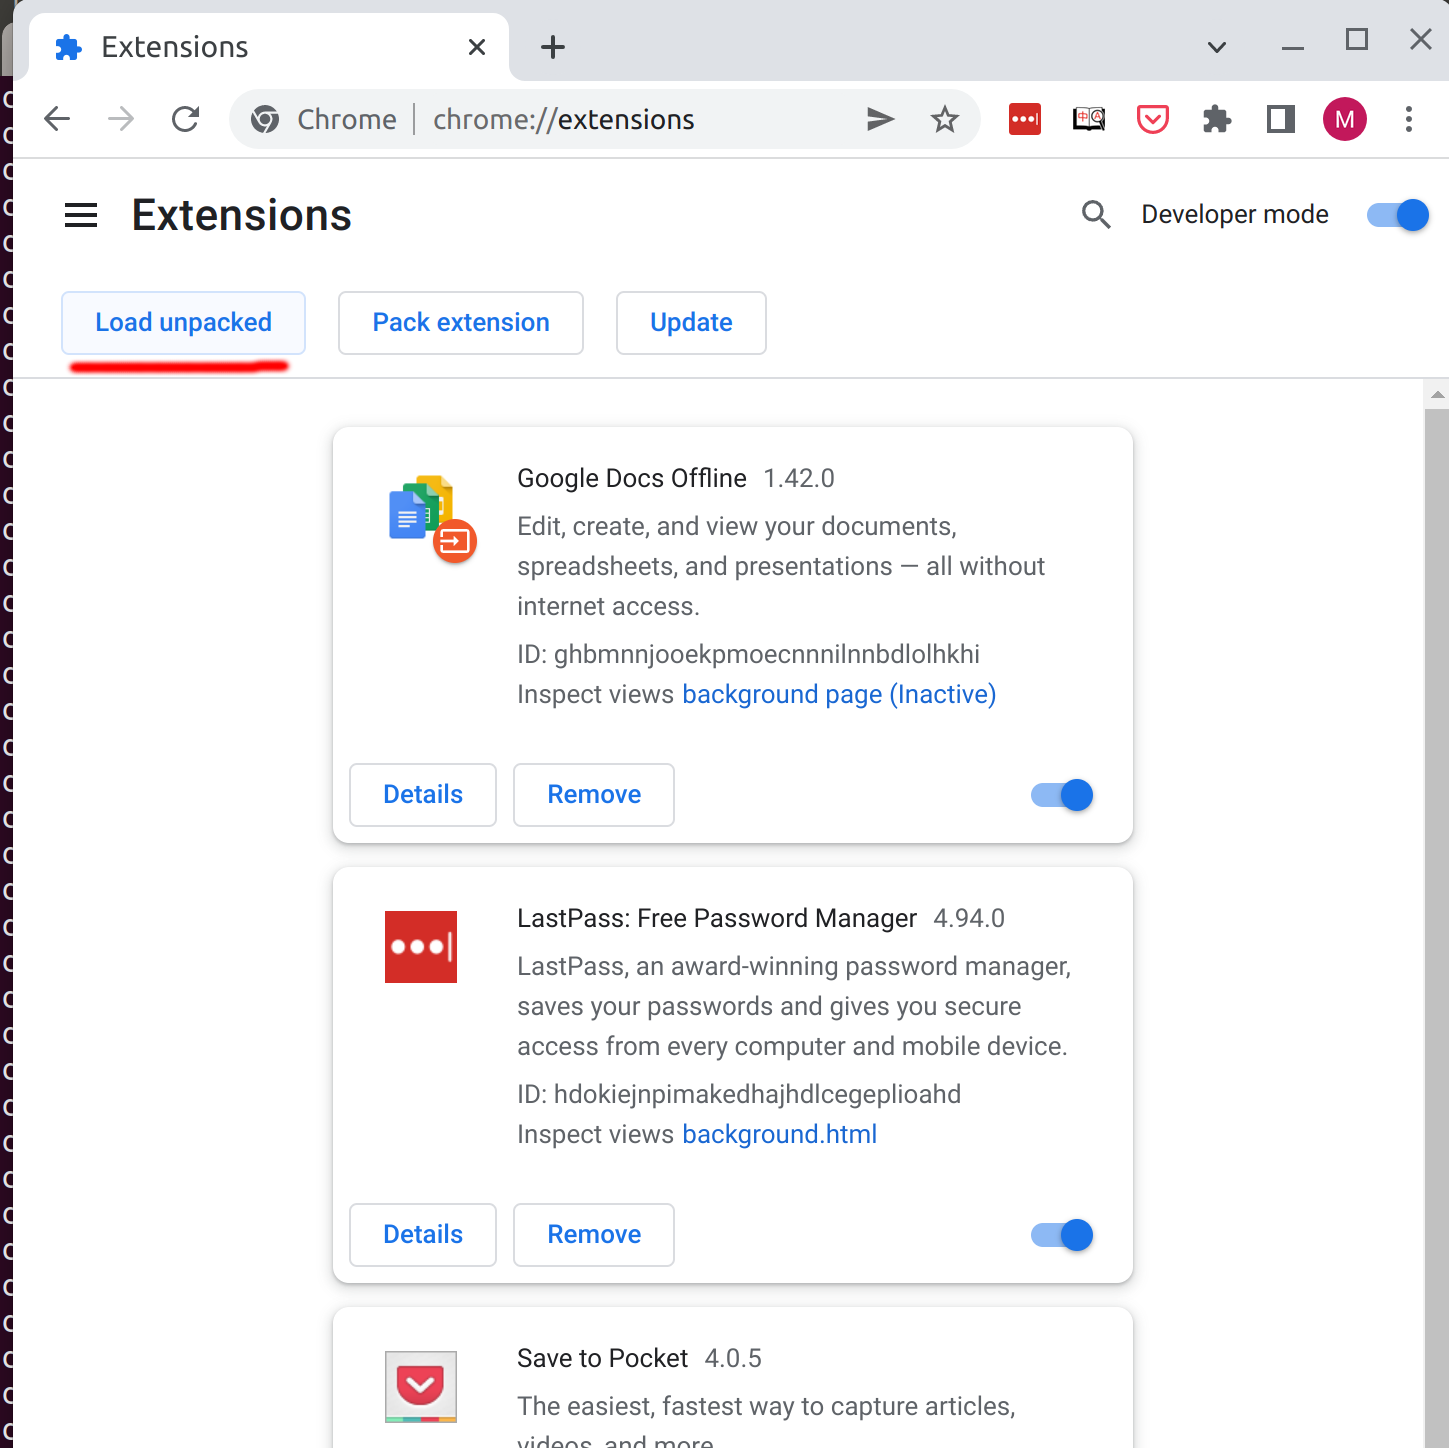 Extensions
Chrome chrome://extensions
M
Extensions
Developer mode
Load unpacked
Pack extension
Update
Google Docs Offline 1.42.0
Edit, create, and view your documents,
spreadsheets, and presentations — all without
internet access.
ID: ghbmnnjooekpmoecnnnilnnbdlolhkhi
Inspect views background page (Inactive)
Details
Remove
LastPass: Free Password Manager 4.94.0
LastPass, an award-winning password manager,
saves your passwords and gives you secure
access from every computer and mobile device.
ID: hdokiejnpimakedhajhdlcegeplioahd
Inspect views background.html
Details
Remove
Save to Pocket 4.0.5
The easiest, fastest way to capture articles,
videos, and more.